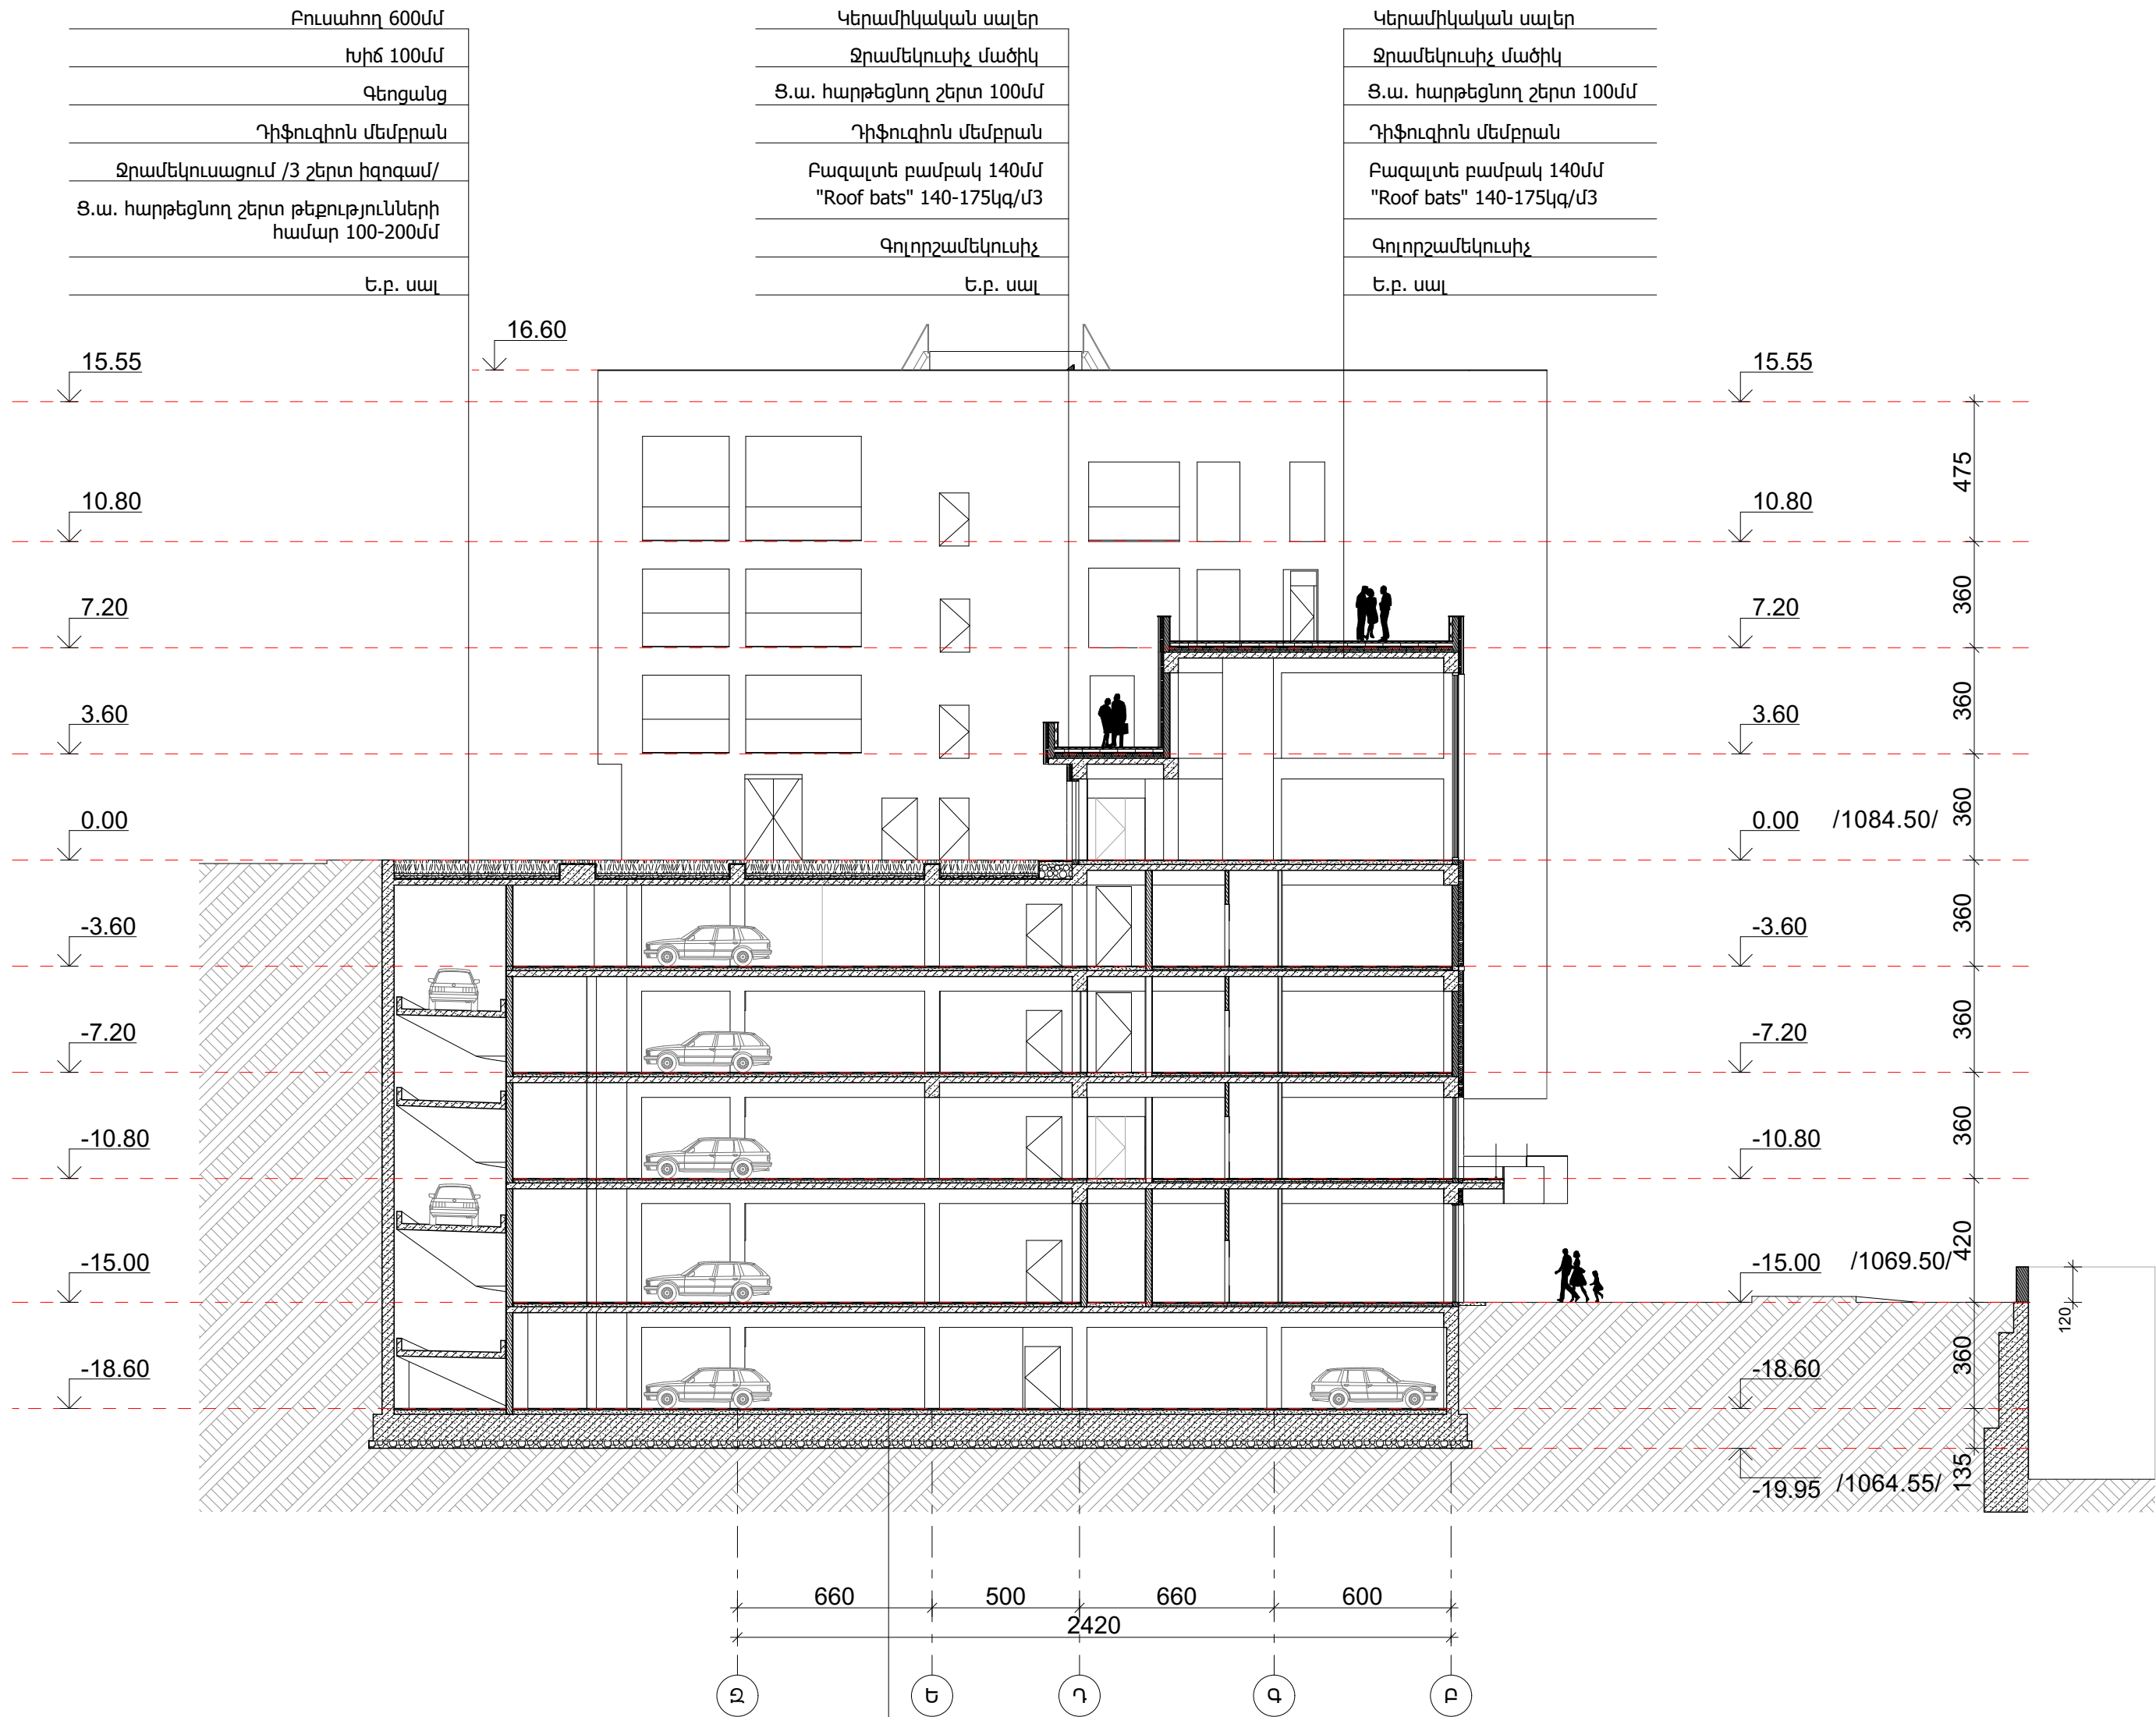 Բուսահող 600մմ
Խիճ 100մմ
Գեոցանց
Դիֆուզիոն մեմբրան
Ջրամեկուսացում /3 շերտ իզոգամ/
Ց.ա. հարթեցնող շերտ թեքությունների
համար 100-200մմ
Ե.բ. սալ
Կերամիկական սալեր
Ջրամեկուսիչ մածիկ
Ց.ա. հարթեցնող շերտ 100մմ
Դիֆուզիոն մեմբրան
Բազալտե բամբակ 140մմ
"Roof bats" 140-175կգ/մ3
Գոլորշամեկուսիչ
Ե.բ. սալ
Կերամիկական սալեր
Ջրամեկուսիչ մածիկ
Ց.ա. հարթեցնող շերտ 100մմ
Դիֆուզիոն մեմբրան
Բազալտե բամբակ 140մմ
"Roof bats" 140-175կգ/մ3
Գոլորշամեկուսիչ
Ե.բ. սալ
16.60
15.55
10.80
7.20
3.60
0.00
-3.60
-7.20
-10.80
-15.00
-18.60
15.55
10.80
7.20
3.60
0.00 /1084.50/
-3.60
-7.20
-10.80
-15.00 /1069.50/
-18.60
-19.95 /1064.55/
475
360
360
360
360
360
360
420
360
135
120
660 500 660 600
2420
Զ Ե Դ Գ Բ